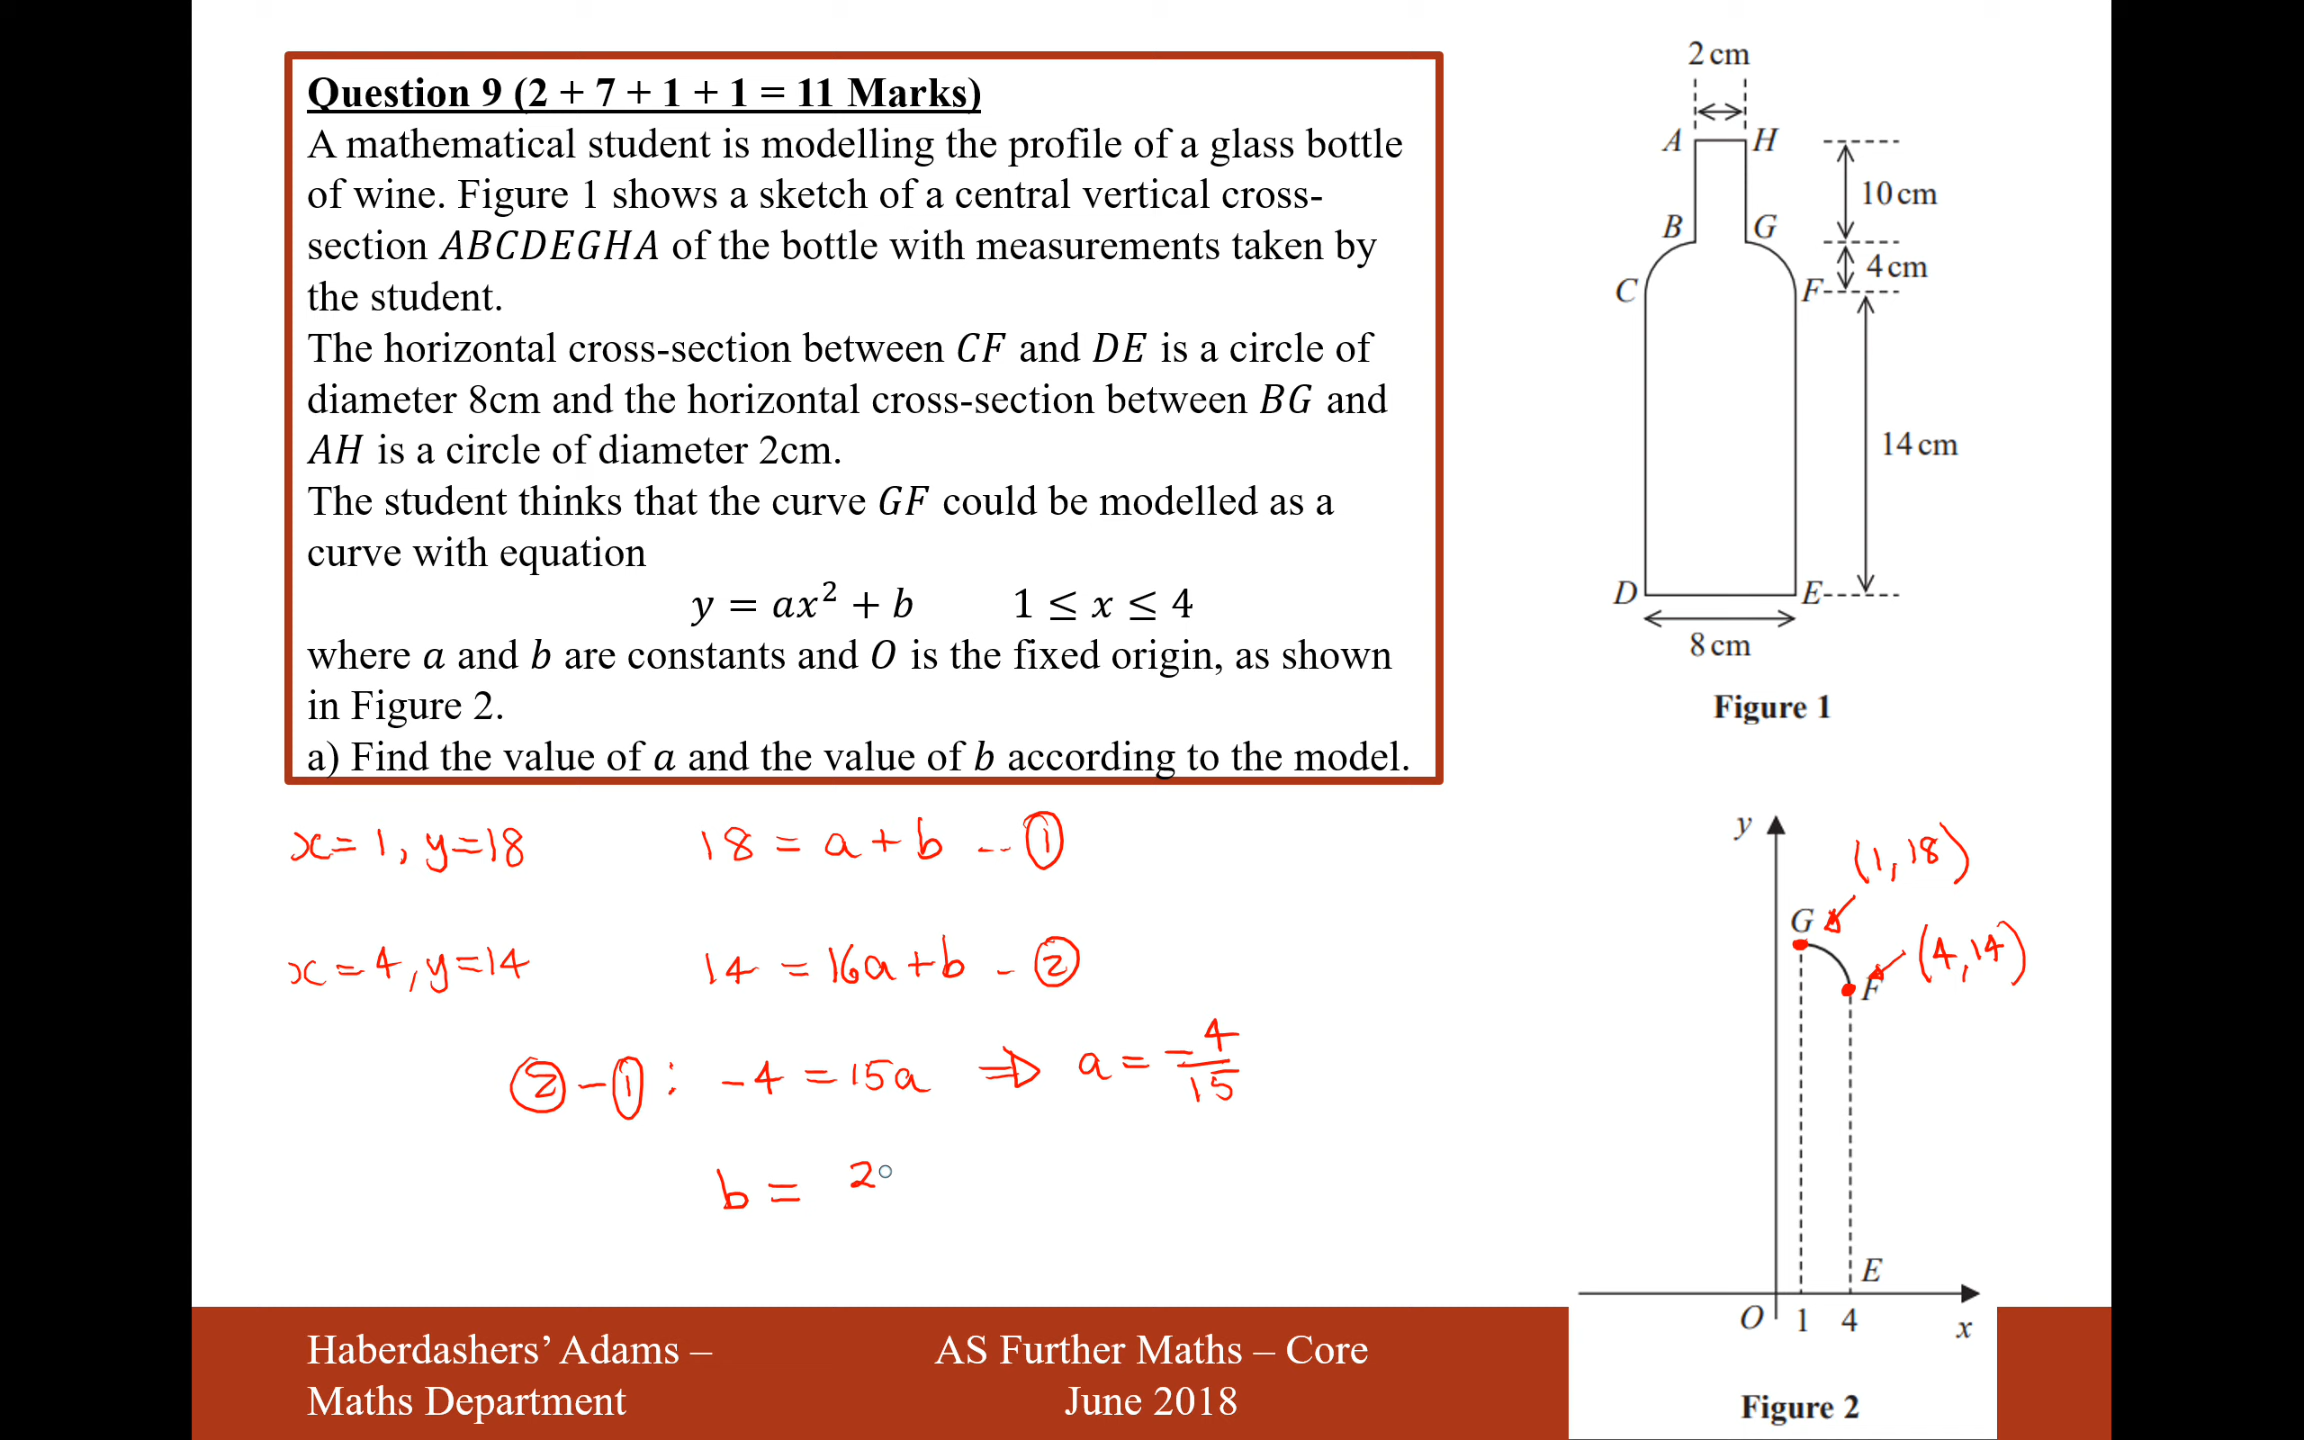 Question 9 (2 + 7 + 1 + 1 = 11 Marks)
A mathematical student is modelling the profile of a glass bottle
of wine. Figure 1 shows a sketch of a central vertical cross-
section ABCDEGHA of the bottle with measurements taken by
the student.
The horizontal cross-section between CF and DE is a circle of
diameter 8cm and the horizontal cross-section between BG and
AH is a circle of diameter 2cm.
The student thinks that the curve GF could be modelled as a
curve with equation
y = ax² + b 1 ≤ x ≤ 4
where a and b are constants and O is the fixed origin, as shown
in Figure 2.
a) Find the value of a and the value of b according to the model.
x=1, y=18 18 = a + b -- ①
x=4, y=14 14 = 16a + b - ②
② - ① : -4 = 15a ⇒ a = -4/15
b = 2
2 cm
A H
10 cm
B G
4 cm
C F
14 cm
D E
8 cm
Figure 1
y
(1, 18)
G
(4, 14)
F
E
O 1 4 x
Figure 2
Haberdashers' Adams –
Maths Department
AS Further Maths – Core
June 2018